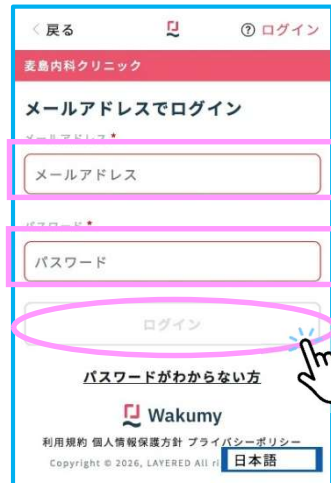 < 戻る
? ログイン
麦島内科クリニック
メールアドレスでログイン
メールアドレス *
メールアドレス
パスワード *
パスワード
ログイン
パスワードがわからない方
Wakumy
利用規約 個人情報保護方針 プライバシーポリシー
Copyright © 2026, LAYERED All ri
日本語